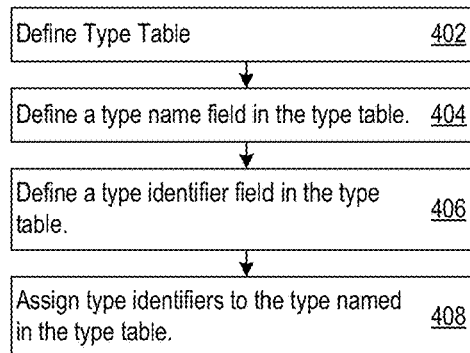 Define Type Table 402
Define a type name field in the type table. 404
Define a type identifier field in the type
table. 406
Assign type identifiers to the type named
in the type table. 408